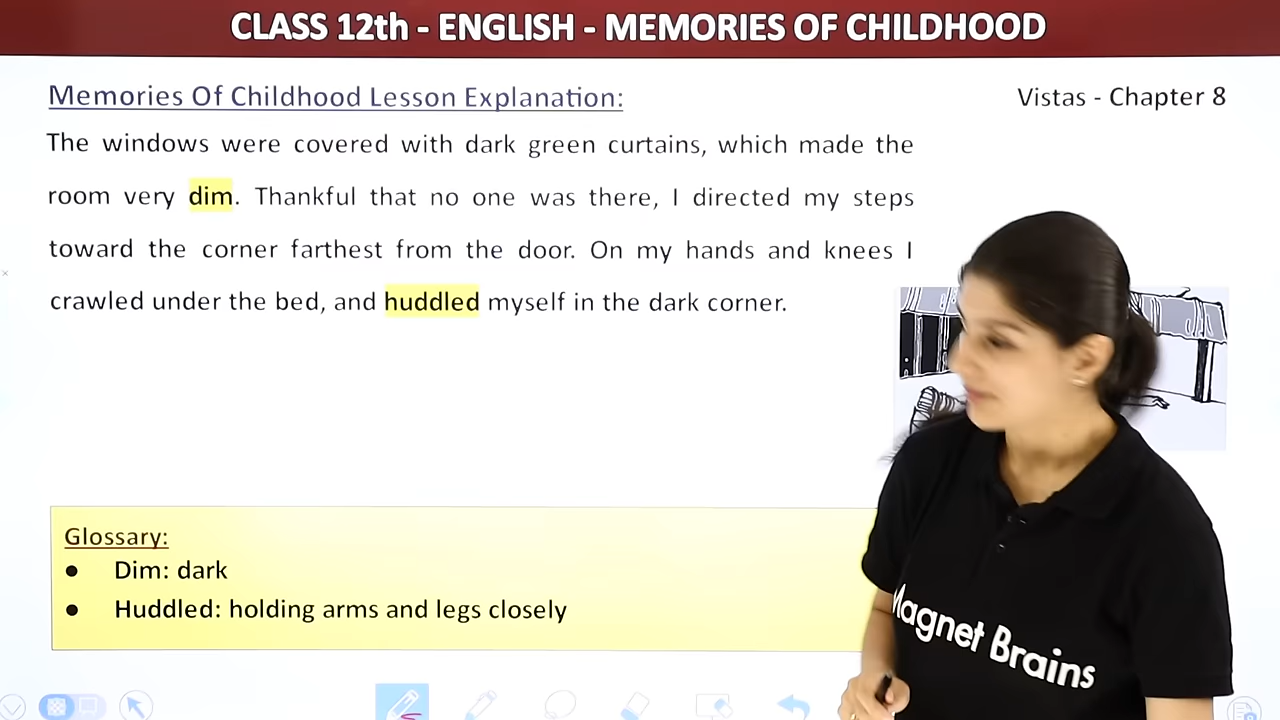 CLASS 12th - ENGLISH - MEMORIES OF CHILDHOOD
Memories Of Childhood Lesson Explanation:
Vistas - Chapter 8
The windows were covered with dark green curtains, which made the
room very dim. Thankful that no one was there, I directed my steps
toward the corner farthest from the door. On my hands and knees I
crawled under the bed, and huddled myself in the dark corner.
Glossary:
● Dim: dark
● Huddled: holding arms and legs closely
Magnet Brains